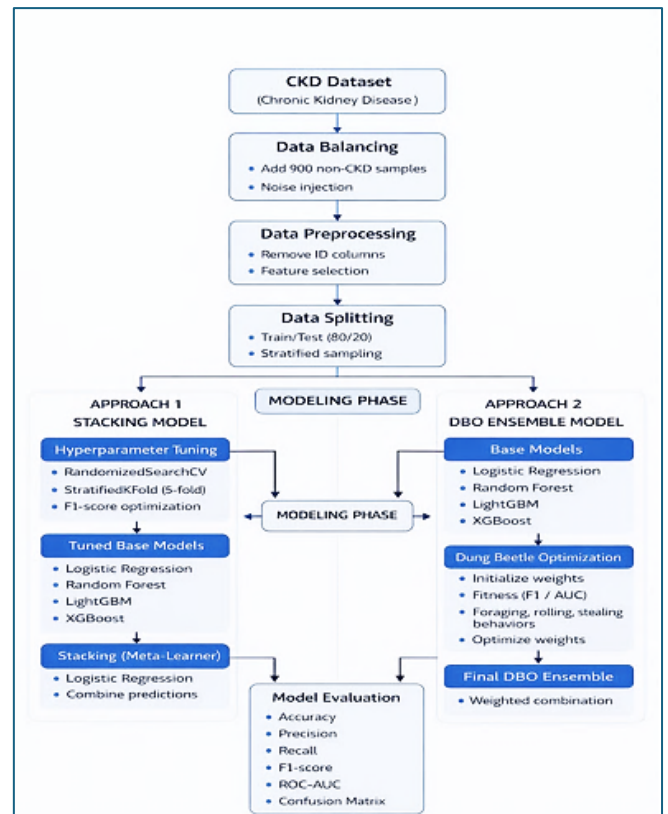 CKD Dataset
(Chronic Kidney Disease )
Data Balancing
• Add 900 non-CKD samples
• Noise injection
Data Preprocessing
• Remove ID columns
• Feature selection
Data Splitting
• Train/Test (80/20)
• Stratified sampling
MODELING PHASE
APPROACH 1
STACKING MODEL
Hyperparameter Tuning
• RandomizedSearchCV
• StratifiedKFold (5-fold)
• F1-score optimization
Tuned Base Models
• Logistic Regression
• Random Forest
• LightGBM
• XGBoost
Stacking (Meta-Learner)
• Logistic Regression
• Combine predictions
MODELING PHASE
APPROACH 2
DBO ENSEMBLE MODEL
Base Models
• Logistic Regression
• Random Forest
• LightGBM
• XGBoost
Dung Beetle Optimization
• Initialize weights
• Fitness (F1 / AUC)
• Foraging, rolling, stealing
behaviors
• Optimize weights
Final DBO Ensemble
• Weighted combination
Model Evaluation
• Accuracy
• Precision
• Recall
• F1-score
• ROC-AUC
• Confusion Matrix